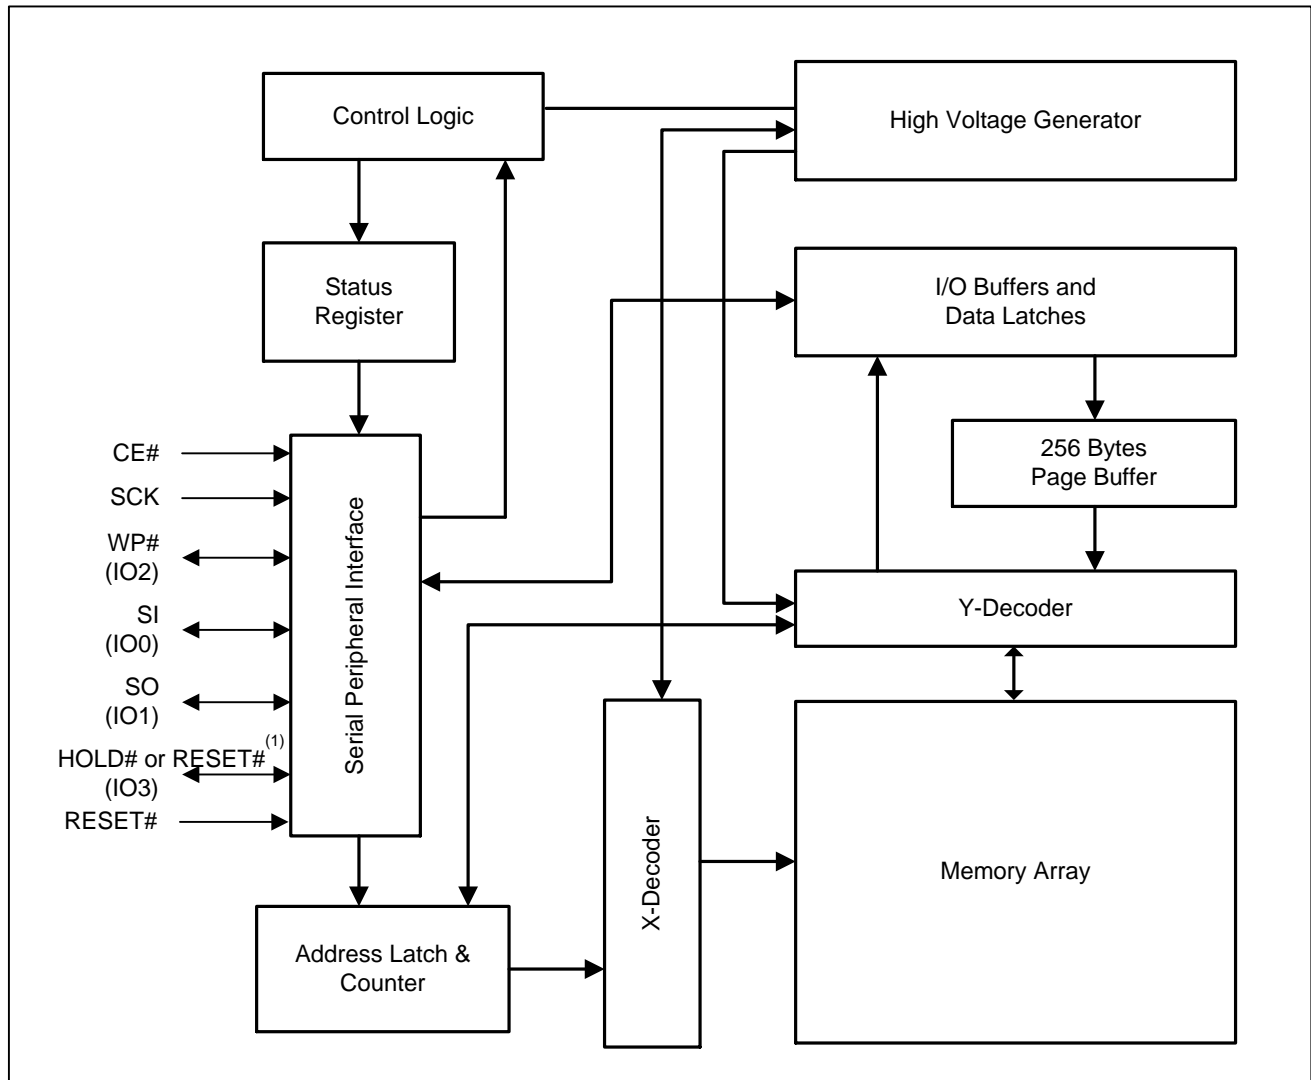 Control Logic
High Voltage Generator
Status
Register
I/O Buffers and
Data Latches
256 Bytes
Page Buffer
CE#
SCK
WP#
(IO2)
SI
(IO0)
SO
(IO1)
HOLD# or RESET#(1)
(IO3)
RESET#
Serial Peripheral Interface
Y-Decoder
X-Decoder
Memory Array
Address Latch &
Counter